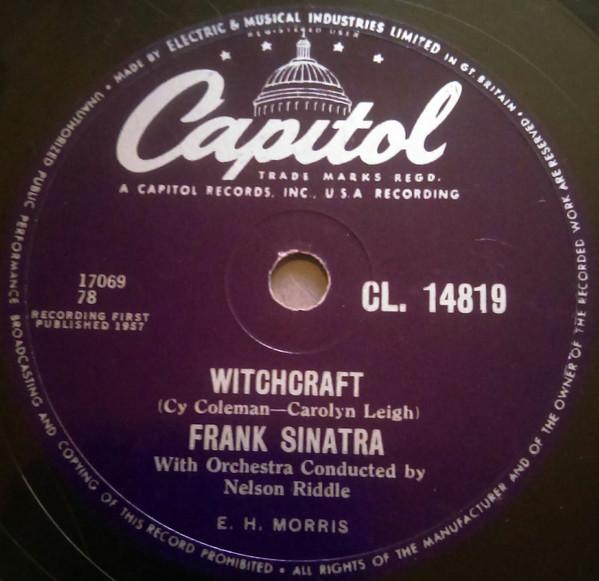 MADE BY ELECTRIC & MUSICAL INDUSTRIES LIMITED IN GT. BRITAIN •
REGISTERED USER
Capitol
TRADE MARKS REGD.
A CAPITOL RECORDS, INC., U.S.A RECORDING
17069
78
RECORDING FIRST
PUBLISHED 1957
CL. 14819
WITCHCRAFT
(Cy Coleman—Carolyn Leigh)
FRANK SINATRA
With Orchestra Conducted by
Nelson Riddle
E. H. MORRIS
ALL RIGHTS OF THE MANUFACTURER AND OF THE OWNER OF THE RECORDED WORK ARE RESERVED •
UNAUTHORIZED PUBLIC PERFORMANCE BROADCASTING AND COPYING OF THIS RECORD PROHIBITED •